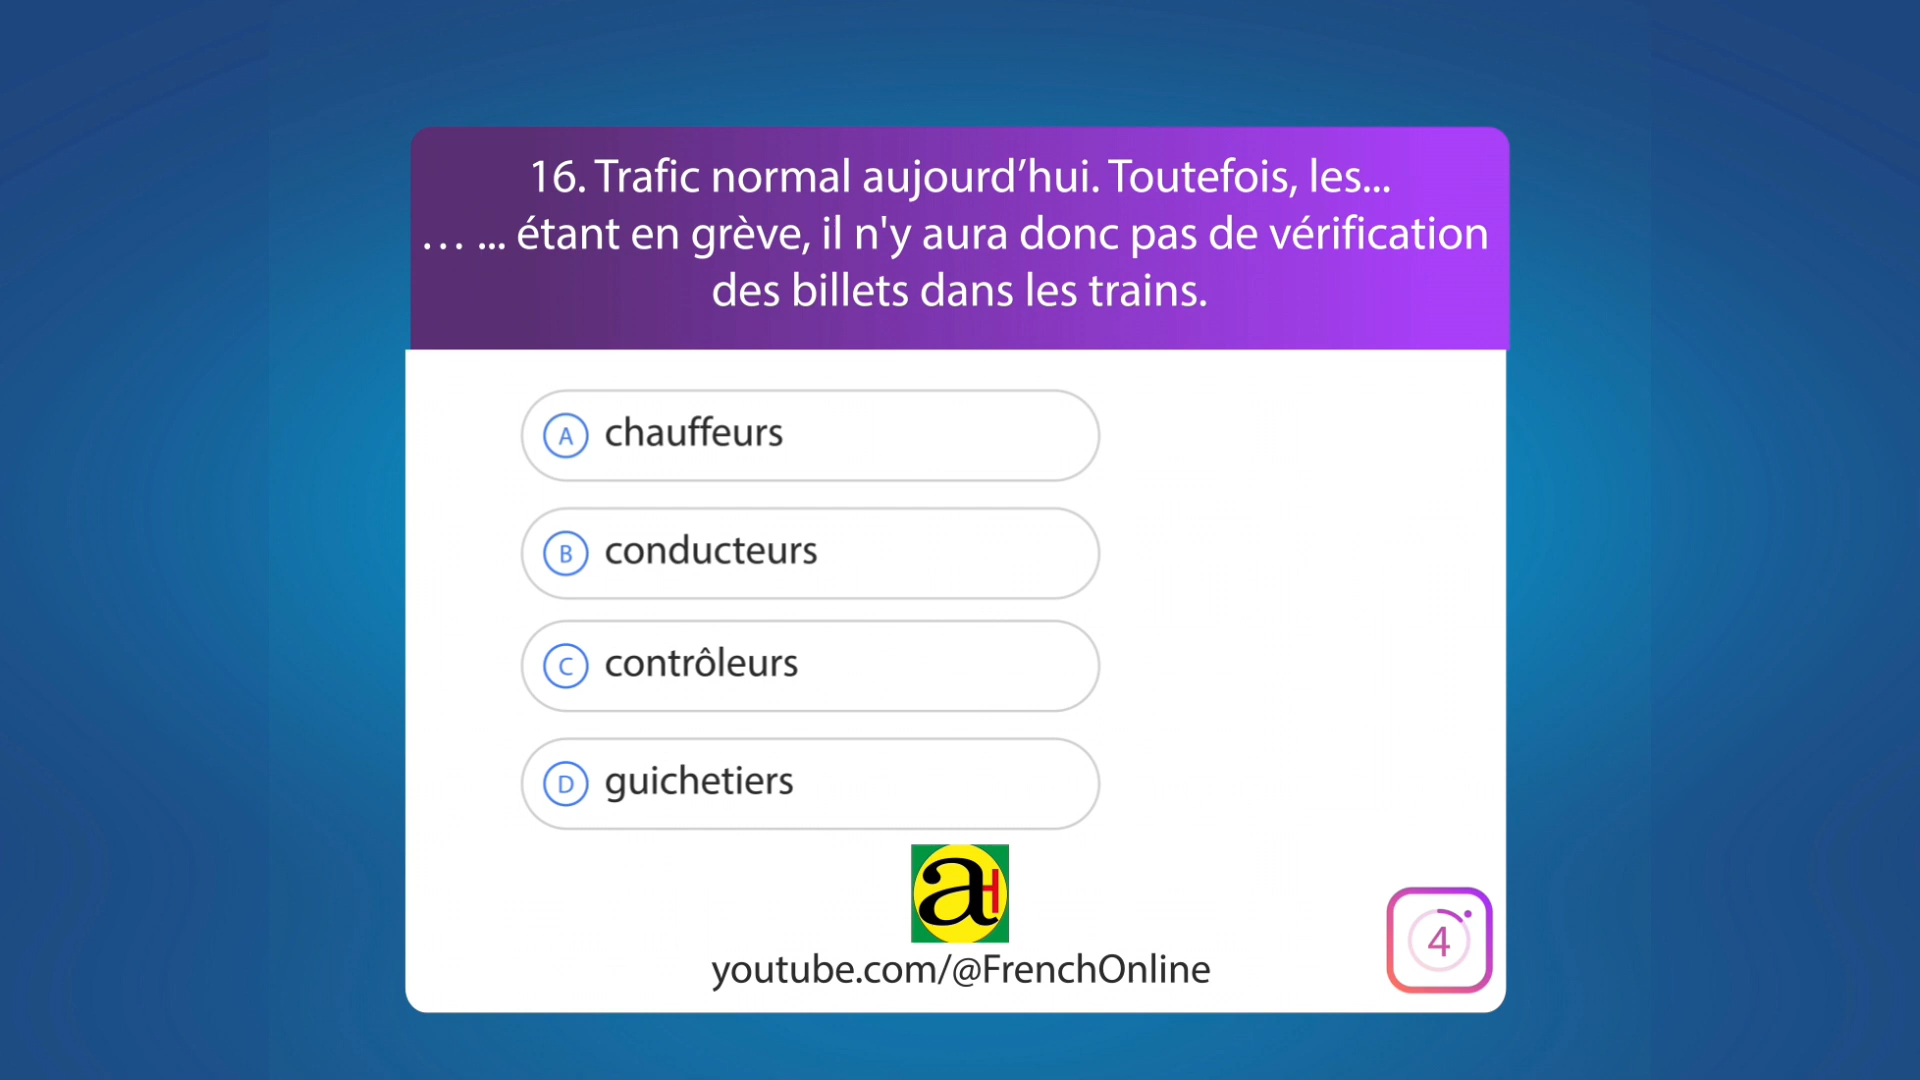 16. Trafic normal aujourd’hui. Toutefois, les...
… ... étant en grève, il n'y aura donc pas de vérification
des billets dans les trains.
A chauffeurs
B conducteurs
C contrôleurs
D guichetiers
aH
youtube.com/@FrenchOnline
4